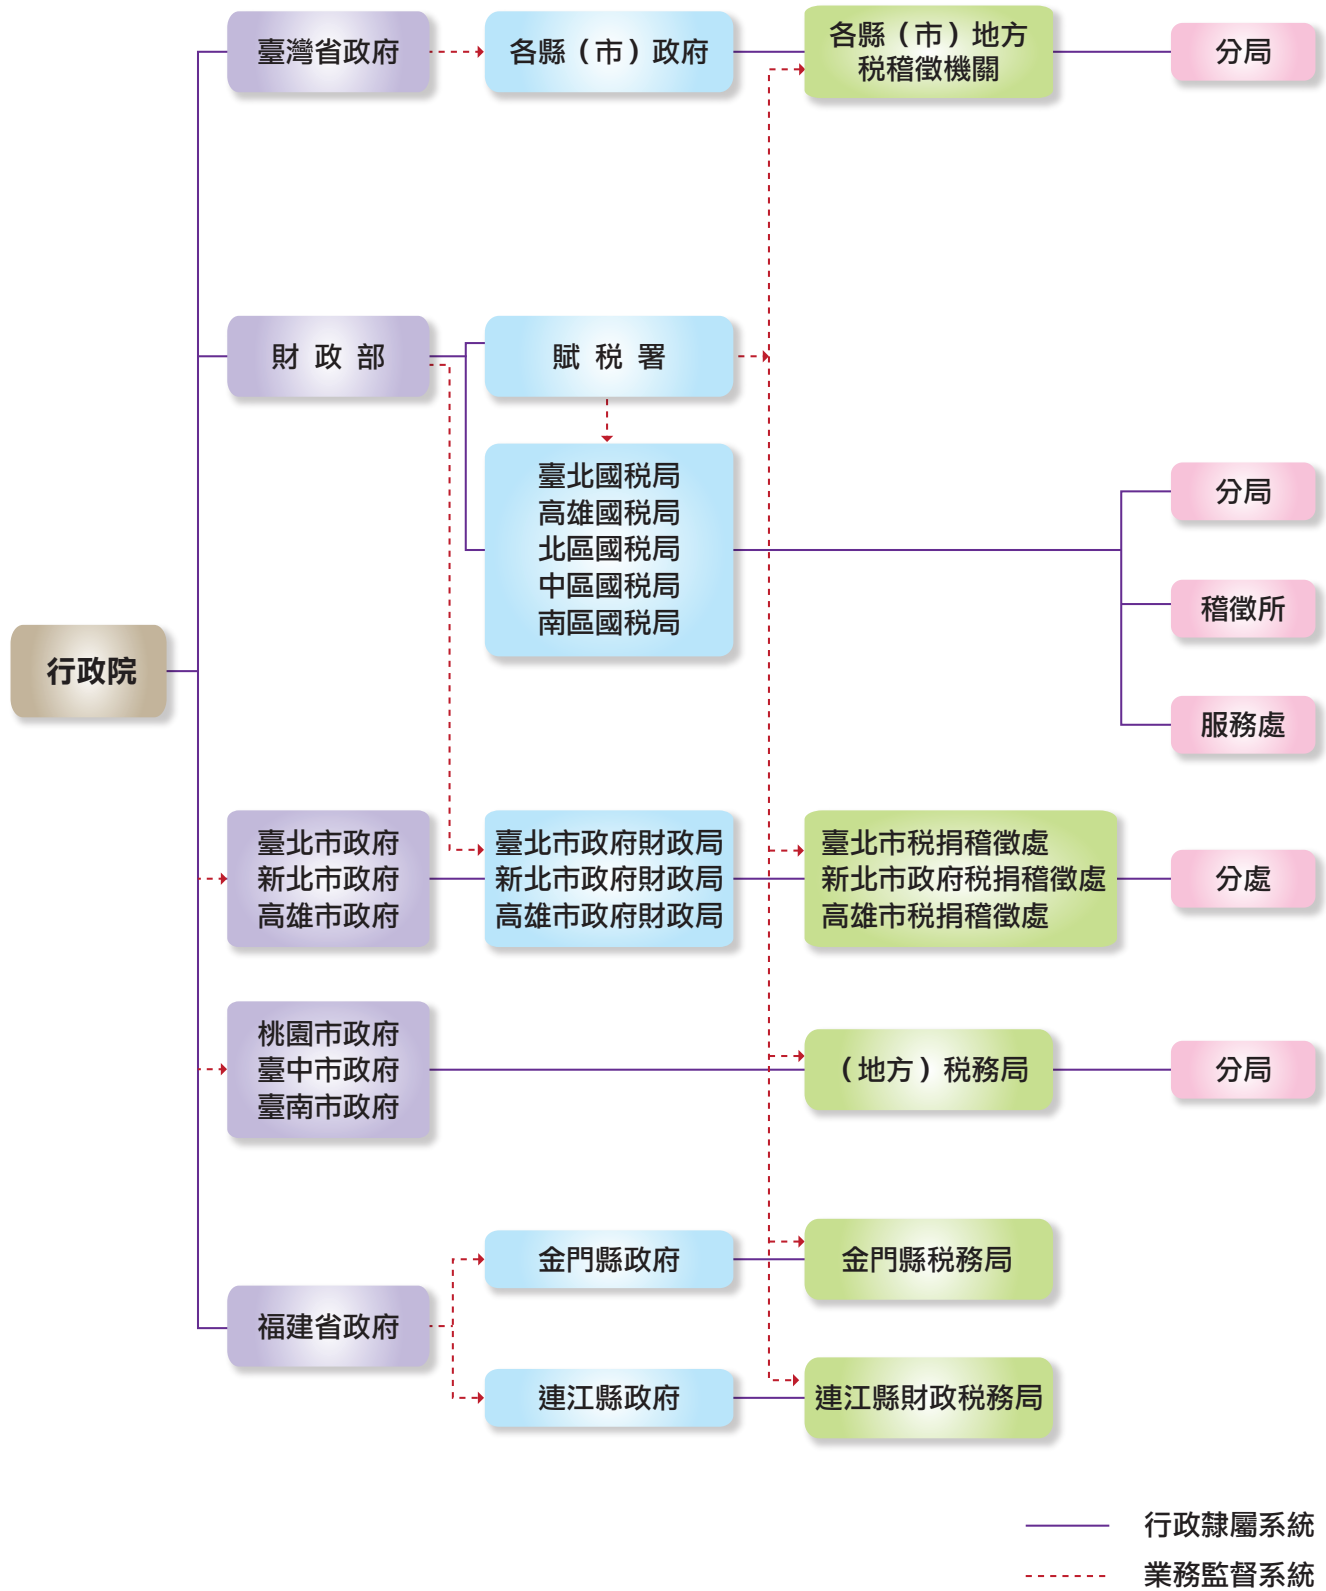 臺灣省政府
各縣（市）政府
各縣（市）地方
稅稽徵機關
分局
財政部
賦稅署
臺北國稅局
高雄國稅局
北區國稅局
中區國稅局
南區國稅局
分局
稽徵所
服務處
行政院
臺北市政府
新北市政府
高雄市政府
臺北市政府財政局
新北市政府財政局
高雄市政府財政局
臺北市稅捐稽徵處
新北市政府稅捐稽徵處
高雄市稅捐稽徵處
分處
桃園市政府
臺中市政府
臺南市政府
（地方）稅務局
分局
福建省政府
金門縣政府
金門縣稅務局
連江縣政府
連江縣財政稅務局
行政隸屬系統
業務監督系統